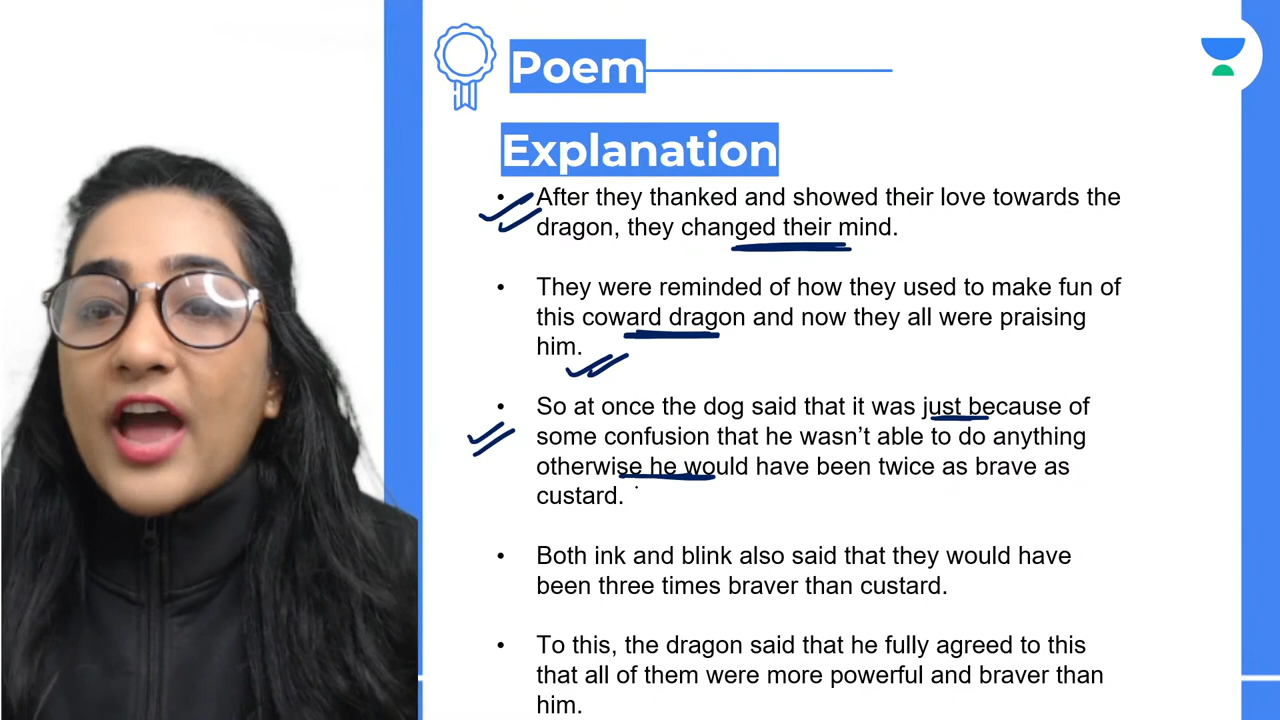 Poem
Explanation
• After they thanked and showed their love towards the
dragon, they changed their mind.
• They were reminded of how they used to make fun of
this coward dragon and now they all were praising
him.
• So at once the dog said that it was just because of
some confusion that he wasn’t able to do anything
otherwise he would have been twice as brave as
custard.
• Both ink and blink also said that they would have
been three times braver than custard.
• To this, the dragon said that he fully agreed to this
that all of them were more powerful and braver than
him.